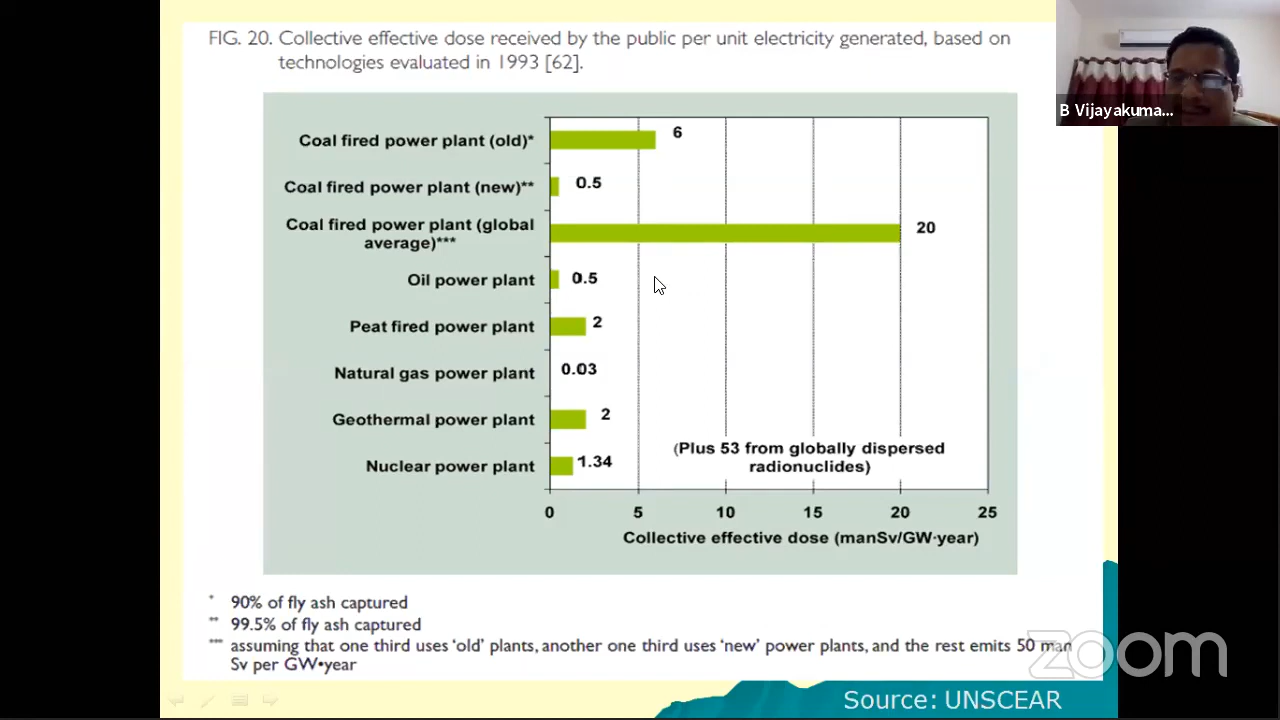 FIG. 20. Collective effective dose received by the public per unit electricity generated, based on
technologies evaluated in 1993 [62].
B Vijayakuma...
Coal fired power plant (old)*
6
Coal fired power plant (new)**
0.5
Coal fired power plant (global
average)***
20
Oil power plant
0.5
Peat fired power plant
2
Natural gas power plant
0.03
Geothermal power plant
2
Nuclear power plant
1.34
(Plus 53 from globally dispersed
radionuclides)
0 5 10 15 20 25
Collective effective dose (manSv/GW·year)
* 90% of fly ash captured
** 99.5% of fly ash captured
*** assuming that one third uses ‘old’ plants, another one third uses ‘new’ power plants, and the rest emits 50 man
Sv per GW•year
zoom
Source: UNSCEAR